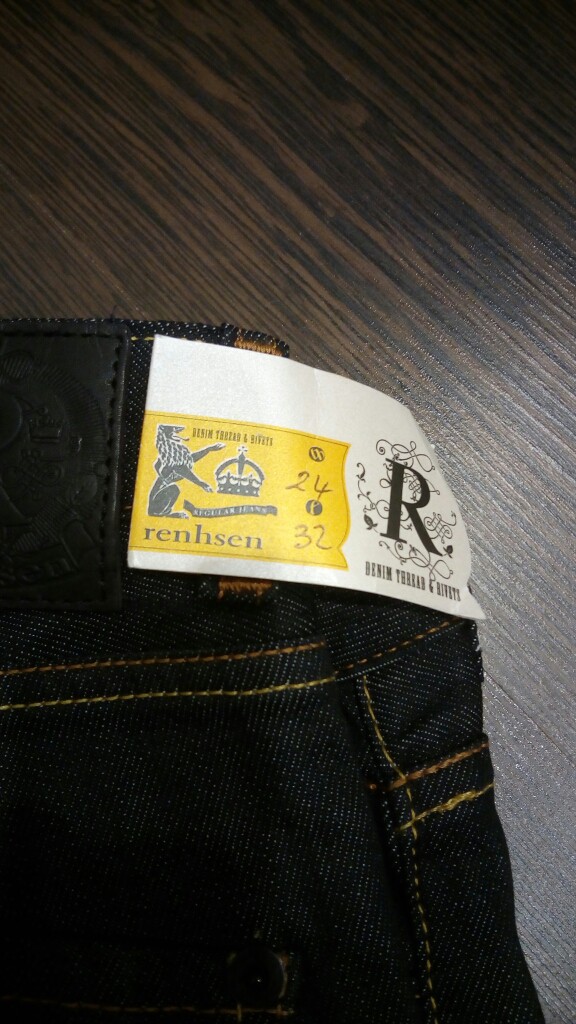 DENIM THREAD & RIVETS
W
24
L
32
REGULAR JEANS
renhsen
R
DENIM THREAD & RIVETS